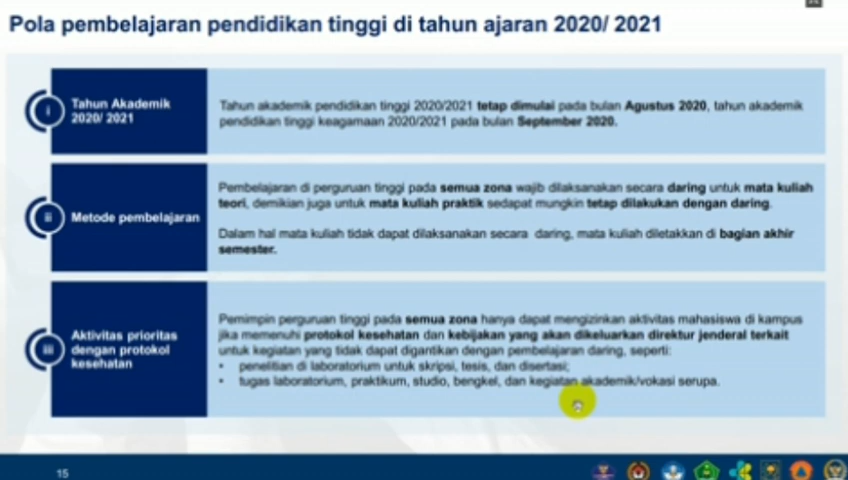 Pola pembelajaran pendidikan tinggi di tahun ajaran 2020/ 2021
i
Tahun Akademik
2020/ 2021
Tahun akademik pendidikan tinggi 2020/2021 tetap dimulai pada bulan Agustus 2020, tahun akademik
pendidikan tinggi keagamaan 2020/2021 pada bulan September 2020.
ii
Metode pembelajaran
Pembelajaran di perguruan tinggi pada semua zona wajib dilaksanakan secara daring untuk mata kuliah
teori, demikian juga untuk mata kuliah praktik sedapat mungkin tetap dilakukan dengan daring.
Dalam hal mata kuliah tidak dapat dilaksanakan secara daring, mata kuliah diletakkan di bagian akhir
semester.
iii
Aktivitas prioritas
dengan protokol
kesehatan
Pemimpin perguruan tinggi pada semua zona hanya dapat mengizinkan aktivitas mahasiswa di kampus
jika memenuhi protokol kesehatan dan kebijakan yang akan dikeluarkan direktur jenderal terkait
untuk kegiatan yang tidak dapat digantikan dengan pembelajaran daring, seperti:
• penelitian di laboratorium untuk skripsi, tesis, dan disertasi;
• tugas laboratorium, praktikum, studio, bengkel, dan kegiatan akademik/vokasi serupa.
15